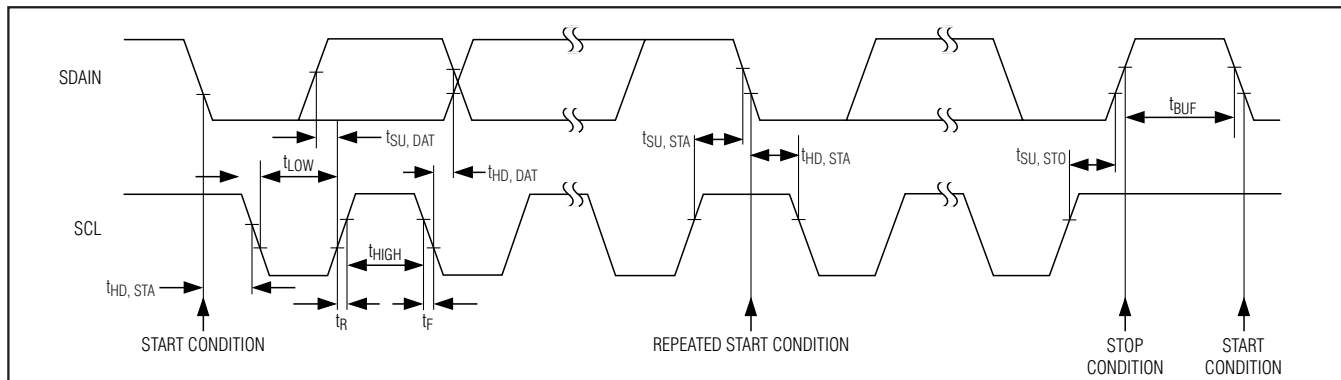 SDAIN
tSU, DAT
tLOW
tHD, DAT
tSU, STA
tHD, STA
tBUF
tSU, STO
SCL
tHIGH
tHD, STA
tR
tF
START CONDITION
REPEATED START CONDITION
STOP
CONDITION
START
CONDITION